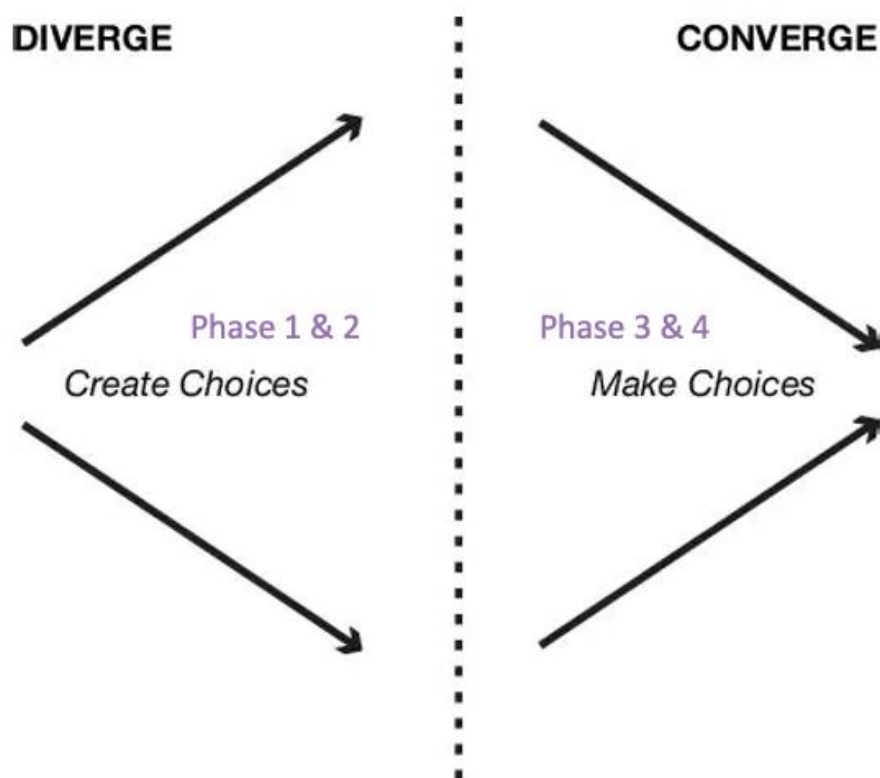 DIVERGE
CONVERGE
Phase 1 & 2
Phase 3 & 4
Create Choices
Make Choices